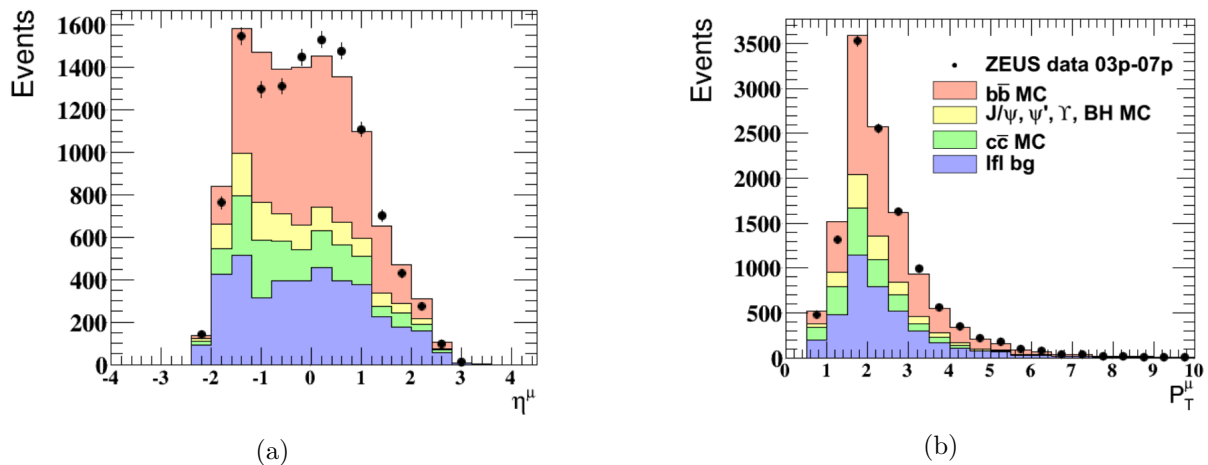 Events
1600
1400
1200
1000
800
600
400
200
0
-4 -3 -2 -1 0 1 2 3 4
η^μ
(a)
Events
3500
3000
2500
2000
1500
1000
500
0
0 1 2 3 4 5 6 7 8 9 10
P_T^μ
ZEUS data 03p-07p
bb̅ MC
J/ψ, ψ', ϒ, BH MC
cc̅ MC
lfl bg
(b)